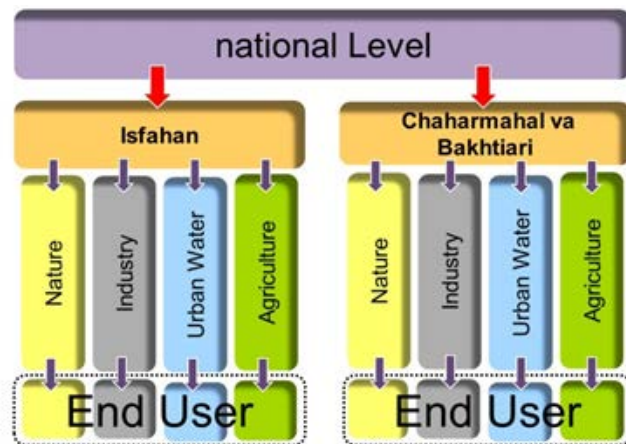 national Level
Isfahan
Chaharmahal va
Bakhtiari
Nature
Industry
Urban Water
Agriculture
Nature
Industry
Urban Water
Agriculture
End User
End User